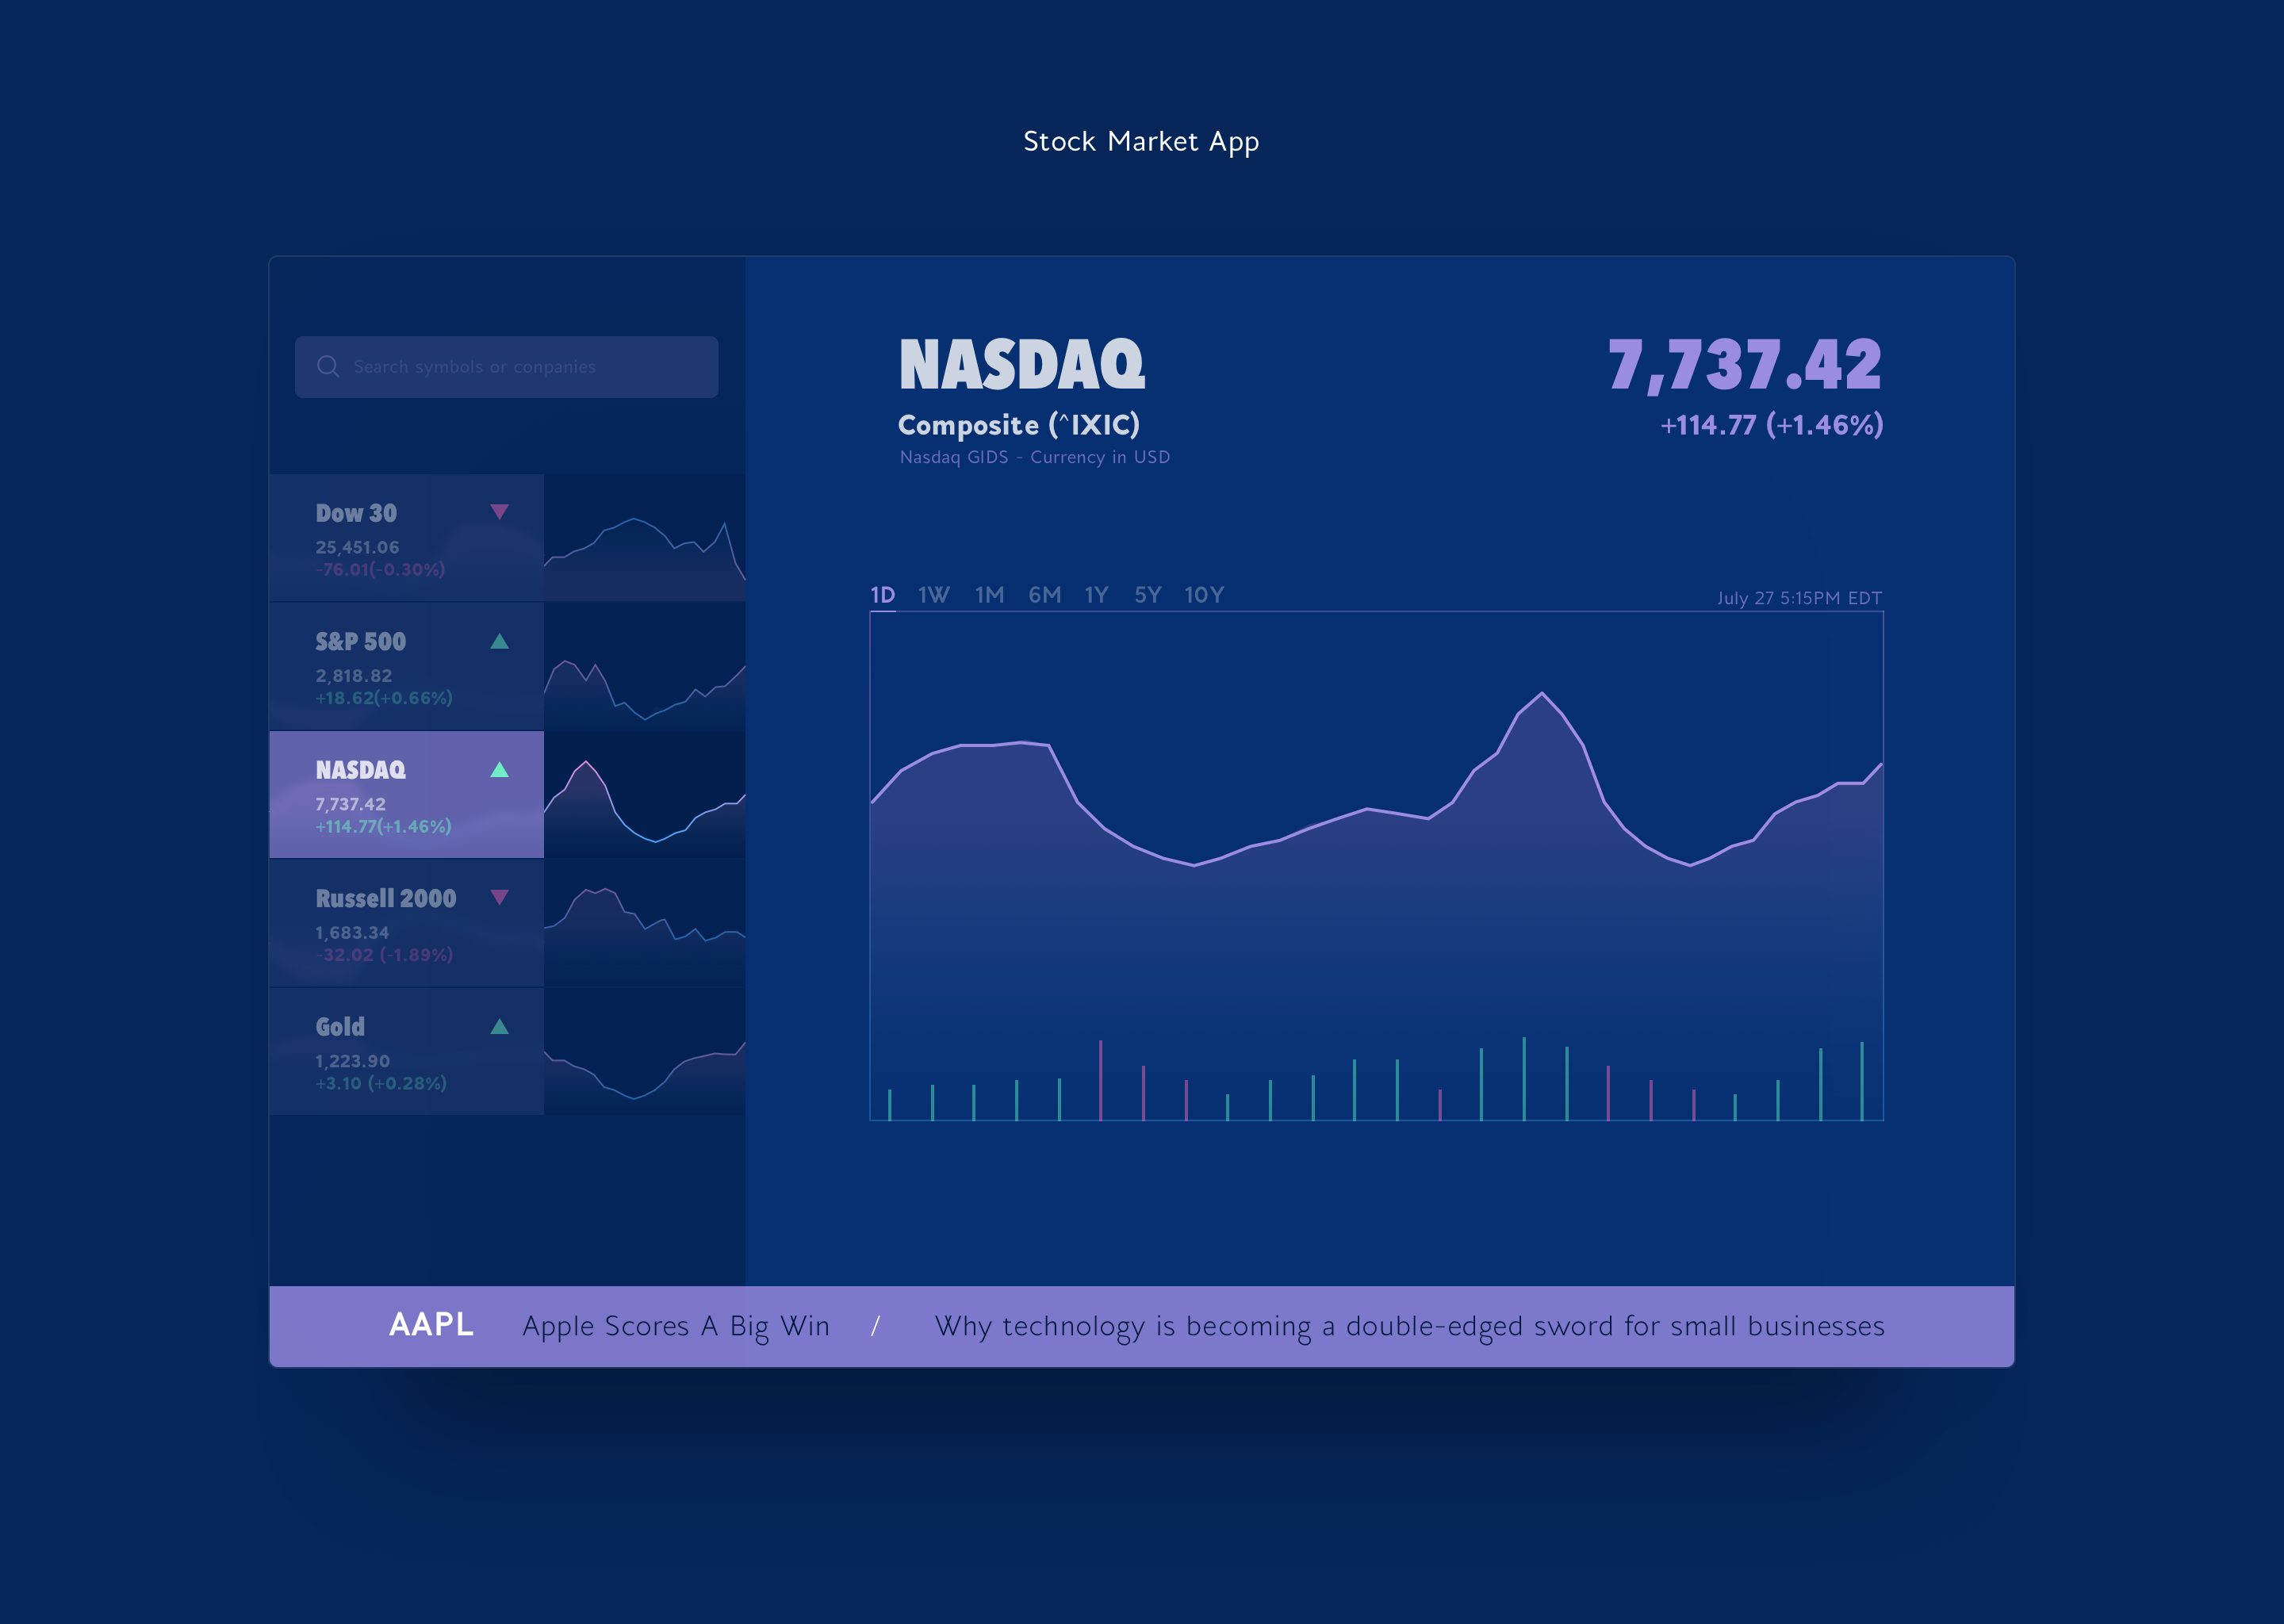 Stock Market App
Search symbols or conpanies
Dow 30
25,451.06
-76.01(-0.30%)
S&P 500
2,818.82
+18.62(+0.66%)
NASDAQ
7,737.42
+114.77(+1.46%)
Russell 2000
1,683.34
-32.02 (-1.89%)
Gold
1,223.90
+3.10 (+0.28%)
NASDAQ
Composite (^IXIC)
Nasdaq GIDS - Currency in USD
7,737.42
+114.77 (+1.46%)
1D 1W 1M 6M 1Y 5Y 10Y
July 27 5:15PM EDT
AAPL Apple Scores A Big Win / Why technology is becoming a double-edged sword for small businesses